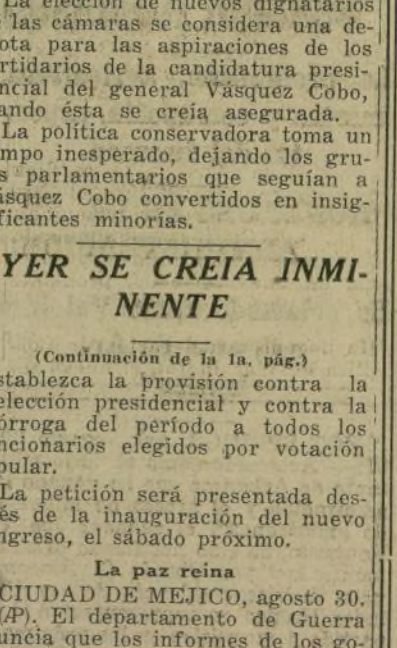 La elección de nuevos dignatarios
las cámaras se considera una de-
ota para las aspiraciones de los
rtidarios de la candidatura presi-
ncial del general Vásquez Cobo,
ando ésta se creía asegurada.
La política conservadora toma un
mpo inesperado, dejando los gru-
s parlamentarios que seguían a
ásquez Cobo convertidos en insig-
ficantes minorías.
YER SE CREIA INMI-
NENTE
(Continuación de la 1a. pág.)
stablezca la provisión contra la
elección presidencial y contra la
órroga del período a todos los
ncionarios elegidos por votación
pular.
La petición será presentada des-
és de la inauguración del nuevo
ngreso, el sábado próximo.
La paz reina
CIUDAD DE MEJICO, agosto 30.
(AP). El departamento de Guerra
uncia que los informes de los go-